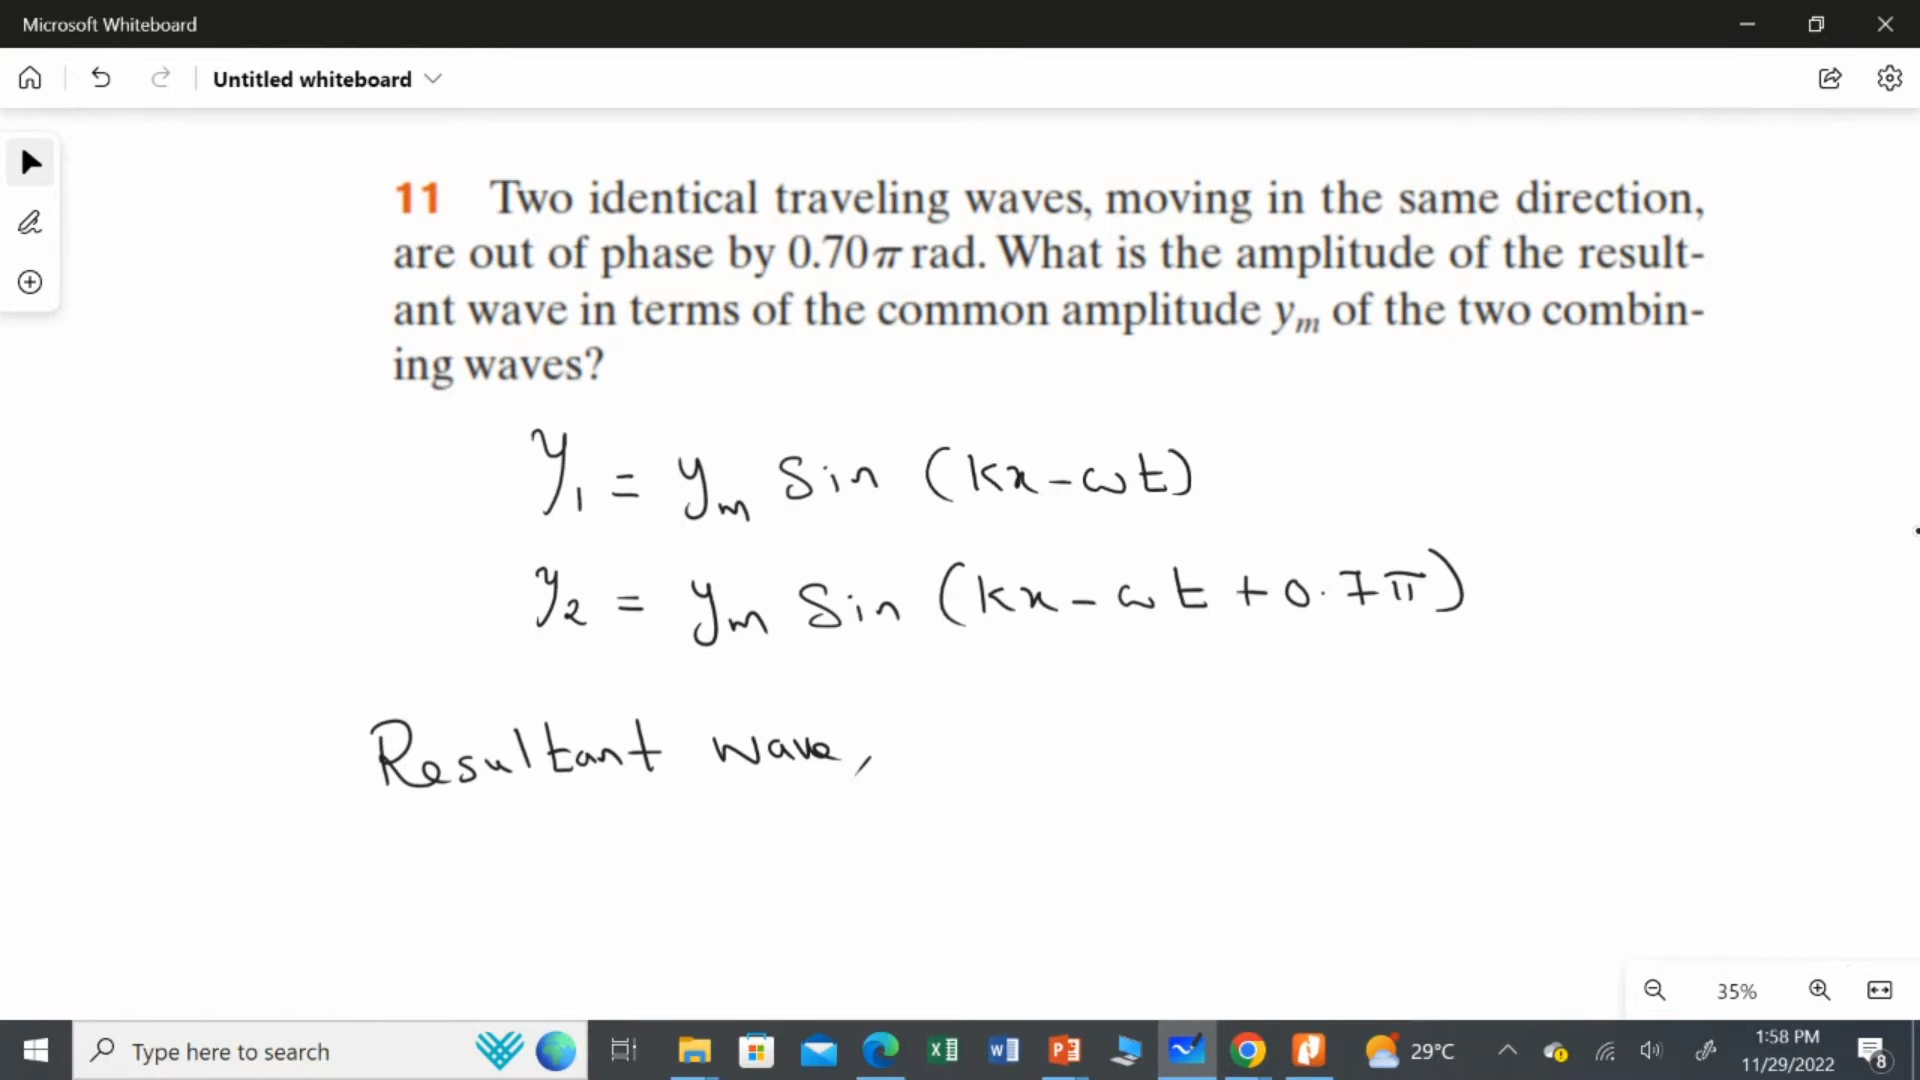 Microsoft Whiteboard
Untitled whiteboard
11 Two identical traveling waves, moving in the same direction,
are out of phase by 0.70π rad. What is the amplitude of the result-
ant wave in terms of the common amplitude yₘ of the two combin-
ing waves?
y₁ = yₘ Sin (kx-ωt)
y₂ = yₘ Sin (kx-ωt+0.7π)
Resultant wave,
35%
Type here to search
29°C
1:58 PM
11/29/2022
8